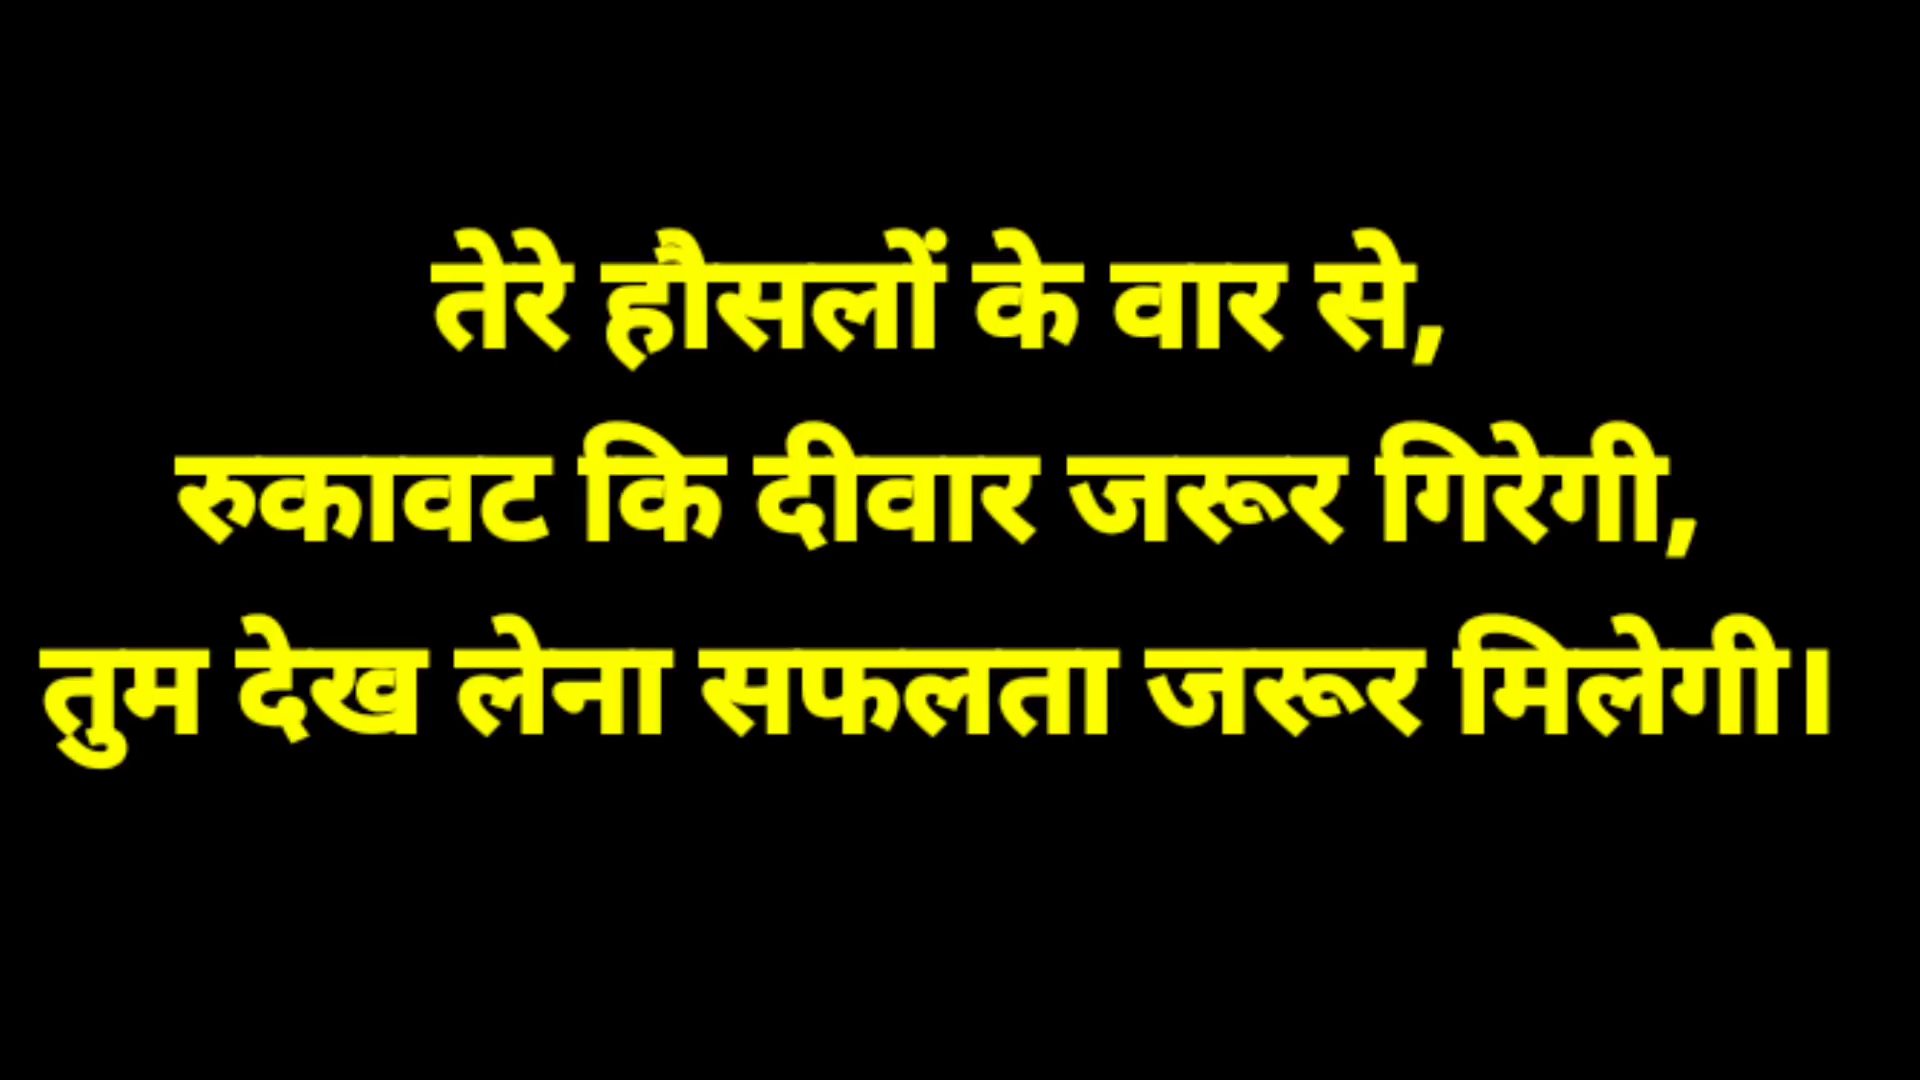 तेरे हौसलों के वार से,
रुकावट कि दीवार जरूर गिरेगी,
तुम देख लेना सफलता जरूर मिलेगी।